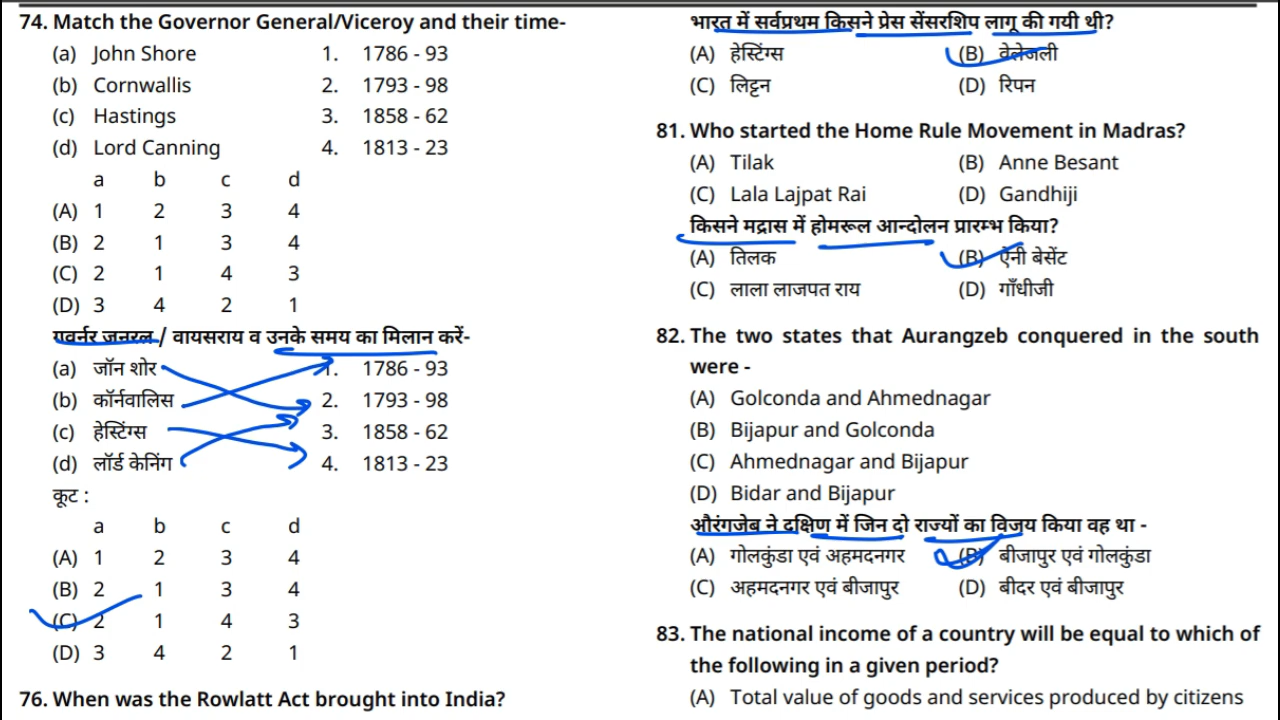 74. Match the Governor General/Viceroy and their time-
(a) John Shore 1. 1786 - 93
(b) Cornwallis 2. 1793 - 98
(c) Hastings 3. 1858 - 62
(d) Lord Canning 4. 1813 - 23
a b c d
(A) 1 2 3 4
(B) 2 1 3 4
(C) 2 1 4 3
(D) 3 4 2 1
गवर्नर जनरल / वायसराय व उनके समय का मिलान करें-
(a) जॉन शोर 1. 1786 - 93
(b) कॉर्नवालिस 2. 1793 - 98
(c) हेस्टिंग्स 3. 1858 - 62
(d) लॉर्ड केनिंग 4. 1813 - 23
कूट :
a b c d
(A) 1 2 3 4
(B) 2 1 3 4
(C) 2 1 4 3
(D) 3 4 2 1
76. When was the Rowlatt Act brought into India?
भारत में सर्वप्रथम किसने प्रेस सेंसरशिप लागू की गयी थी?
(A) हेस्टिंग्स (B) वेलेजली
(C) लिट्टन (D) रिपन
81. Who started the Home Rule Movement in Madras?
(A) Tilak (B) Anne Besant
(C) Lala Lajpat Rai (D) Gandhiji
किसने मद्रास में होमरूल आन्दोलन प्रारम्भ किया?
(A) तिलक (B) ऐनी बेसेंट
(C) लाला लाजपत राय (D) गाँधीजी
82. The two states that Aurangzeb conquered in the south
were -
(A) Golconda and Ahmednagar
(B) Bijapur and Golconda
(C) Ahmednagar and Bijapur
(D) Bidar and Bijapur
औरंगजेब ने दक्षिण में जिन दो राज्यों का विजय किया वह था -
(A) गोलकुंडा एवं अहमदनगर (B) बीजापुर एवं गोलकुंडा
(C) अहमदनगर एवं बीजापुर (D) बीदर एवं बीजापुर
83. The national income of a country will be equal to which of
the following in a given period?
(A) Total value of goods and services produced by citizens